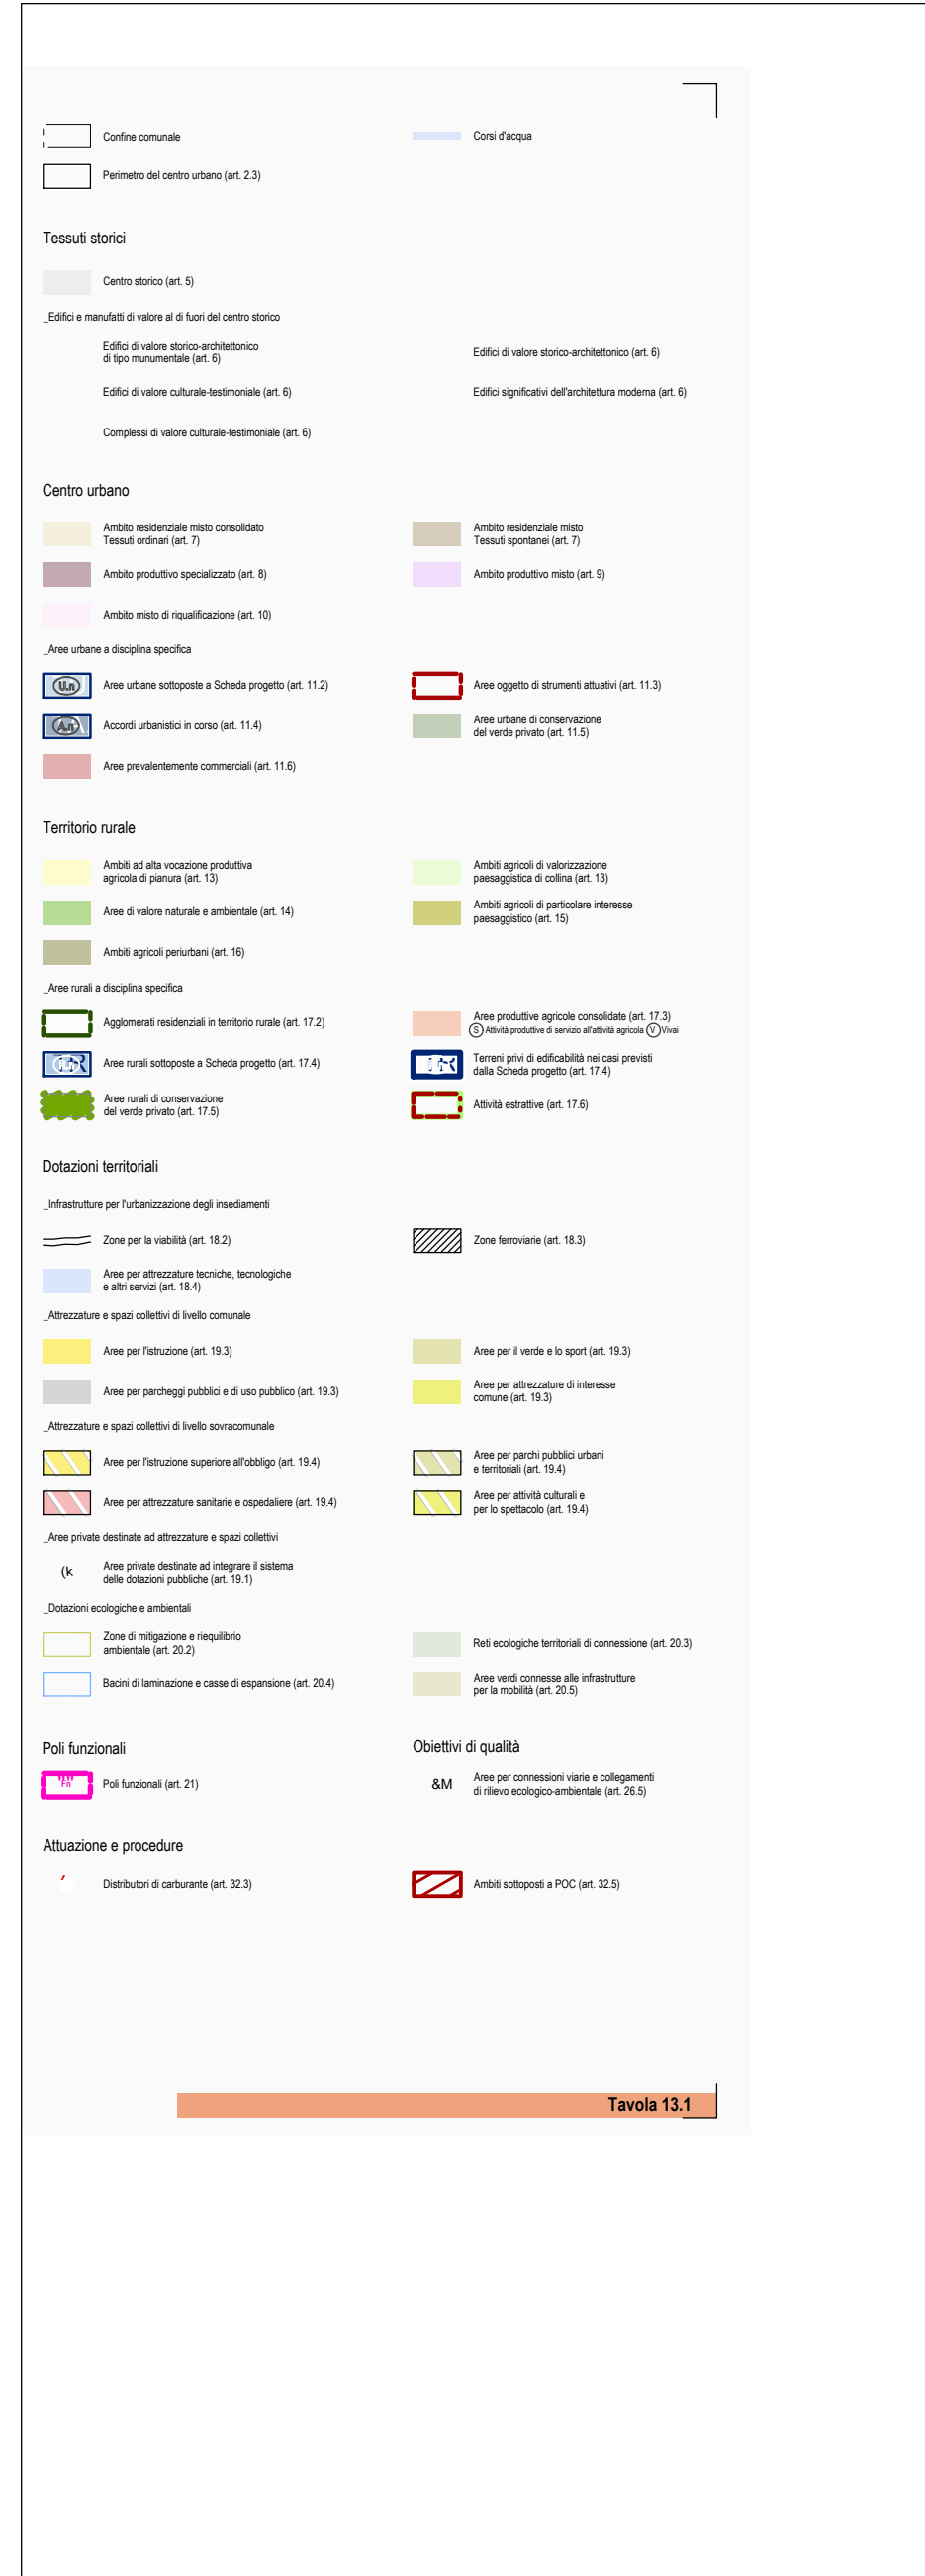 Confine comunale
Corsi d'acqua
Perimetro del centro urbano (art. 2.3)
Tessuti storici
Centro storico (art. 5)
_Edifici e manufatti di valore al di fuori del centro storico
Edifici di valore storico-architettonico
di tipo munumentale (art. 6)
Edifici di valore storico-architettonico (art. 6)
Edifici di valore culturale-testimoniale (art. 6)
Edifici significativi dell'architettura moderna (art. 6)
Complessi di valore culturale-testimoniale (art. 6)
Centro urbano
Ambito residenziale misto consolidato
Tessuti ordinari (art. 7)
Ambito residenziale misto
Tessuti spontanei (art. 7)
Ambito produttivo specializzato (art. 8)
Ambito produttivo misto (art. 9)
Ambito misto di riqualificazione (art. 10)
_Aree urbane a disciplina specifica
U.n
Aree urbane sottoposte a Scheda progetto (art. 11.2)
Aree oggetto di strumenti attuativi (art. 11.3)
A.n
Accordi urbanistici in corso (art. 11.4)
Aree urbane di conservazione
del verde privato (art. 11.5)
Aree prevalentemente commerciali (art. 11.6)
Territorio rurale
Ambiti ad alta vocazione produttiva
agricola di pianura (art. 13)
Ambiti agricoli di valorizzazione
paesaggistica di collina (art. 13)
Aree di valore naturale e ambientale (art. 14)
Ambiti agricoli di particolare interesse
paesaggistico (art. 15)
Ambiti agricoli periurbani (art. 16)
_Aree rurali a disciplina specifica
Agglomerati residenziali in territorio rurale (art. 17.2)
Aree produttive agricole consolidate (art. 17.3)
S Attività produttive di servizio all'attività agricola V Vivai
Aree rurali sottoposte a Scheda progetto (art. 17.4)
Terreni privi di edificabilità nei casi previsti
dalla Scheda progetto (art. 17.4)
Aree rurali di conservazione
del verde privato (art. 17.5)
Attività estrattive (art. 17.6)
Dotazioni territoriali
_Infrastrutture per l'urbanizzazione degli insediamenti
Zone per la viabilità (art. 18.2)
Zone ferroviarie (art. 18.3)
Aree per attrezzature tecniche, tecnologiche
e altri servizi (art. 18.4)
_Attrezzature e spazi collettivi di livello comunale
Aree per l'istruzione (art. 19.3)
Aree per il verde e lo sport (art. 19.3)
Aree per parcheggi pubblici e di uso pubblico (art. 19.3)
Aree per attrezzature di interesse
comune (art. 19.3)
_Attrezzature e spazi collettivi di livello sovracomunale
Aree per l'istruzione superiore all'obbligo (art. 19.4)
Aree per parchi pubblici urbani
e territoriali (art. 19.4)
Aree per attrezzature sanitarie e ospedaliere (art. 19.4)
Aree per attività culturali e
per lo spettacolo (art. 19.4)
_Aree private destinate ad attrezzature e spazi collettivi
(k
Aree private destinate ad integrare il sistema
delle dotazioni pubbliche (art. 19.1)
_Dotazioni ecologiche e ambientali
Zone di mitigazione e riequilibrio
ambientale (art. 20.2)
Reti ecologiche territoriali di connessione (art. 20.3)
Bacini di laminazione e casse di espansione (art. 20.4)
Aree verdi connesse alle infrastrutture
per la mobilità (art. 20.5)
Poli funzionali
Obiettivi di qualità
Fn
Poli funzionali (art. 21)
&M
Aree per connessioni viarie e collegamenti
di rilievo ecologico-ambientale (art. 26.5)
Attuazione e procedure
Distributori di carburante (art. 32.3)
Ambiti sottoposti a POC (art. 32.5)
Tavola 13.1